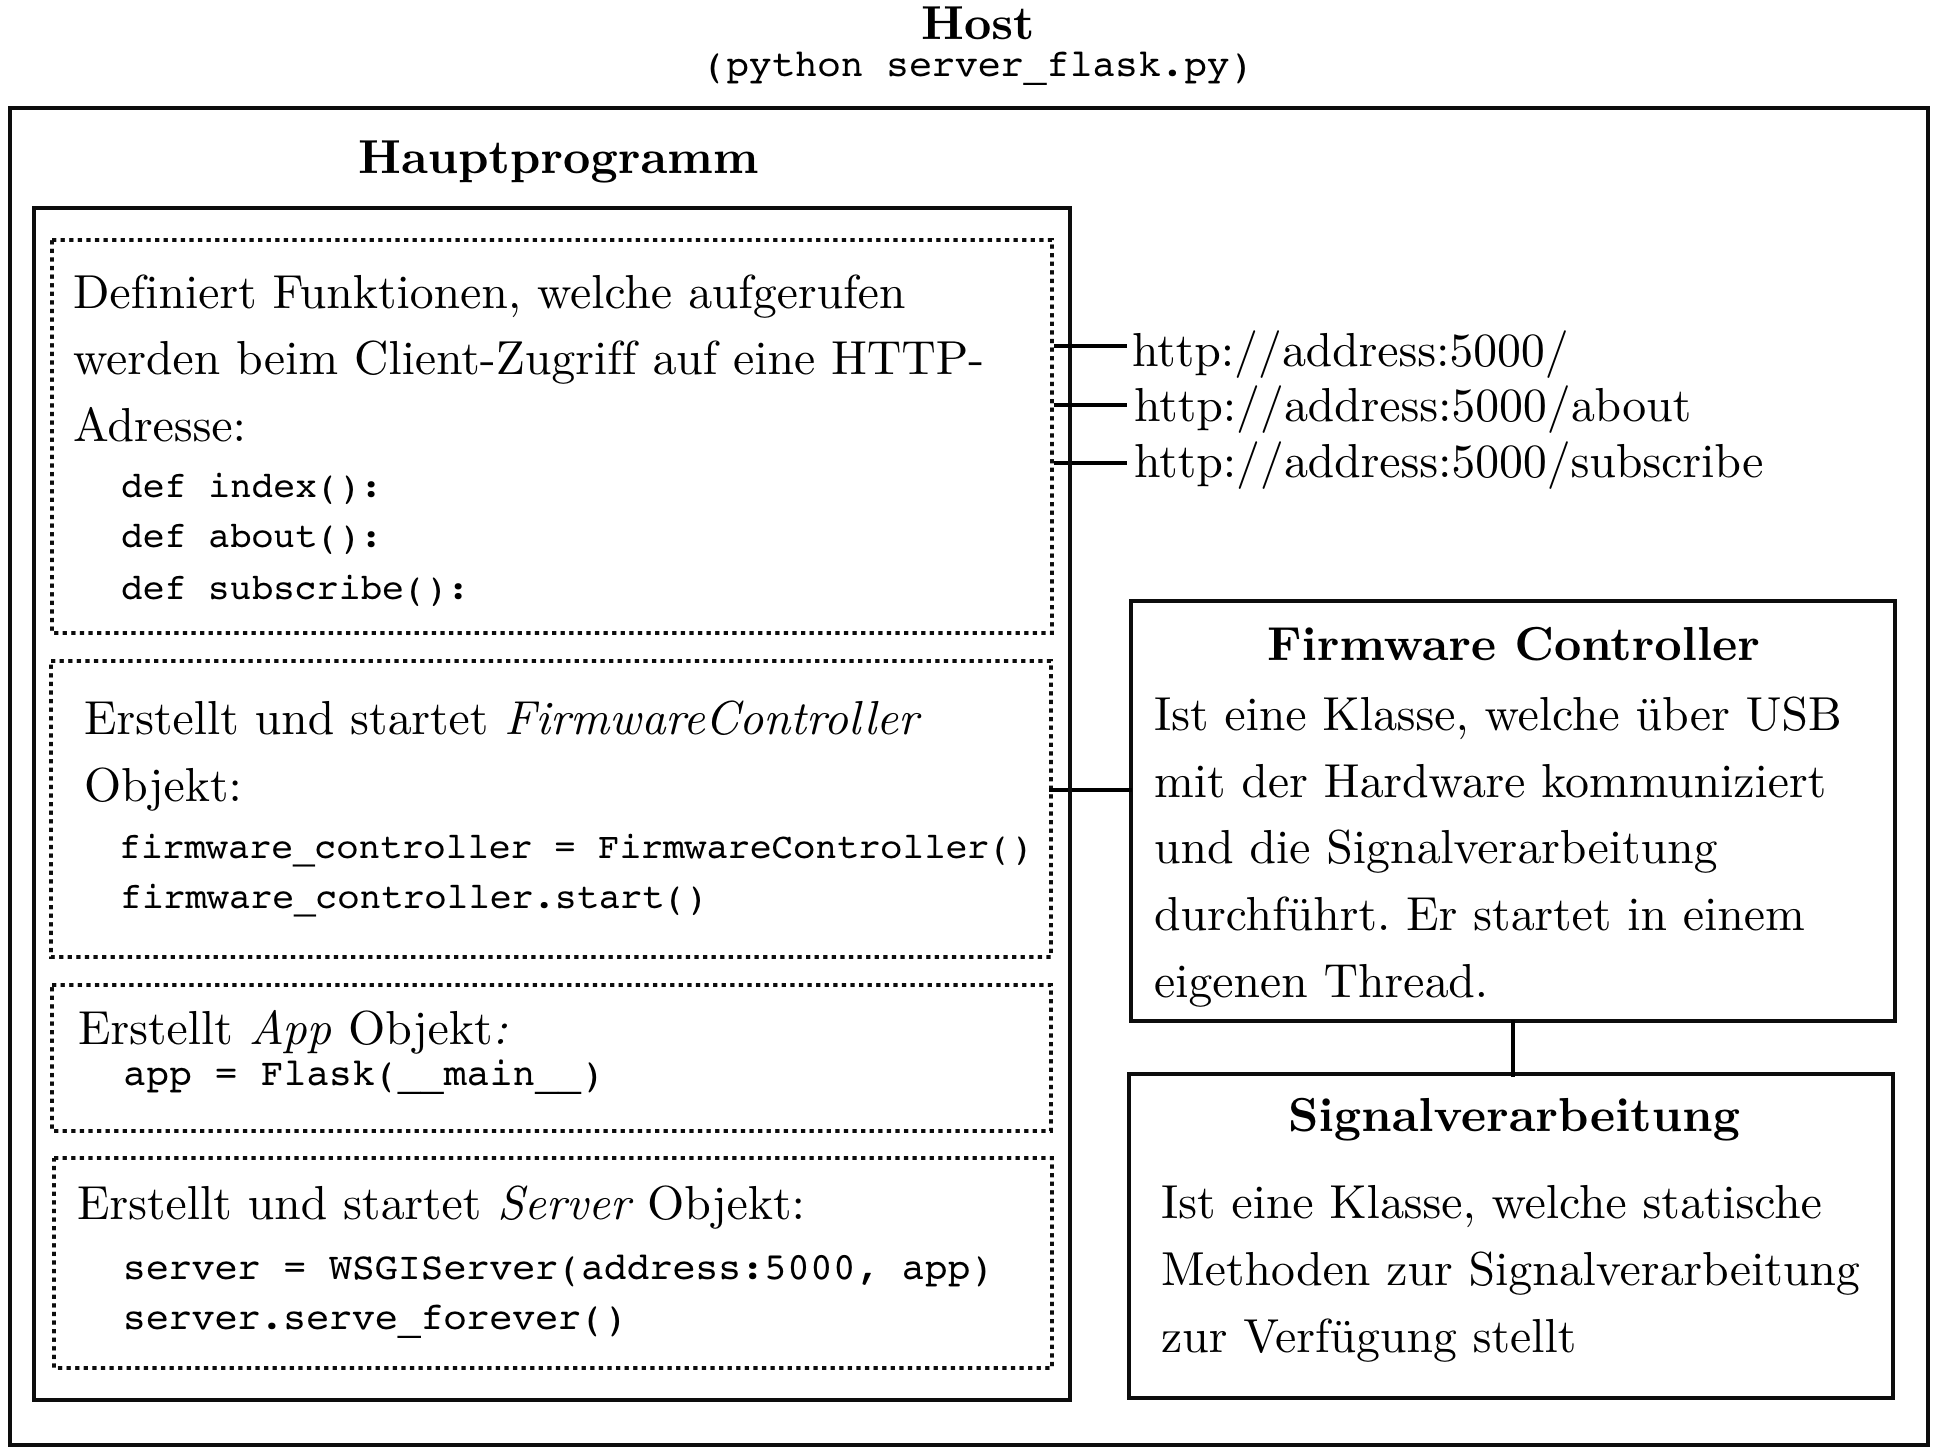 Host
(python server_flask.py)
Hauptprogramm
Definiert Funktionen, welche aufgerufen
werden beim Client-Zugriff auf eine HTTP-
Adresse:
def index():
def about():
def subscribe():
http://address:5000/
http://address:5000/about
http://address:5000/subscribe
Erstellt und startet FirmwareController
Objekt:
firmware_controller = FirmwareController()
firmware_controller.start()
Erstellt App Objekt:
app = Flask(__main__)
Erstellt und startet Server Objekt:
server = WSGIServer(address:5000, app)
server.serve_forever()
Firmware Controller
Ist eine Klasse, welche über USB
mit der Hardware kommuniziert
und die Signalverarbeitung
durchführt. Er startet in einem
eigenen Thread.
Signalverarbeitung
Ist eine Klasse, welche statische
Methoden zur Signalverarbeitung
zur Verfügung stellt